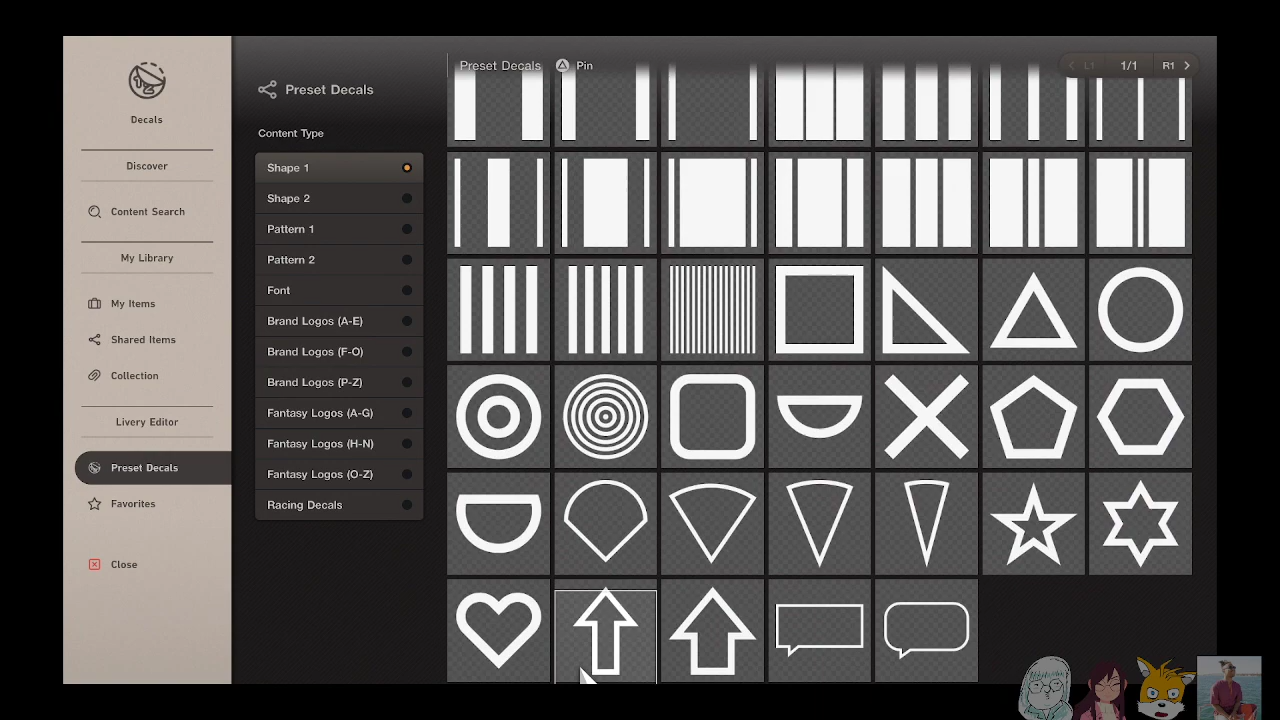 Decals
Discover
Content Search
My Library
My Items
Shared Items
Collection
Livery Editor
Preset Decals
Favorites
Close
Preset Decals
Content Type
Shape 1
Shape 2
Pattern 1
Pattern 2
Font
Brand Logos (A-E)
Brand Logos (F-O)
Brand Logos (P-Z)
Fantasy Logos (A-G)
Fantasy Logos (H-N)
Fantasy Logos (O-Z)
Racing Decals
Preset Decals Pin
L1 1/1 R1